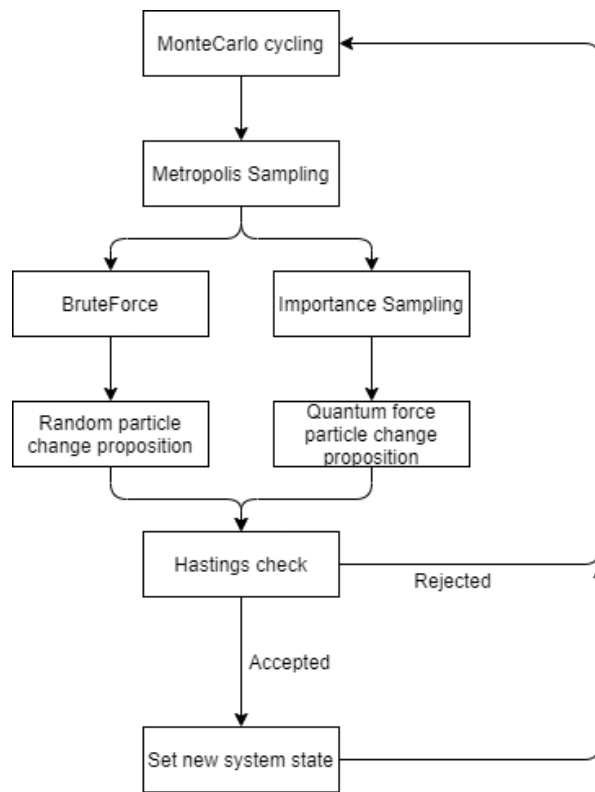 MonteCarlo cycling
Metropolis Sampling
BruteForce
Importance Sampling
Random particle
change proposition
Quantum force
particle change
proposition
Hastings check
Rejected
Accepted
Set new system state